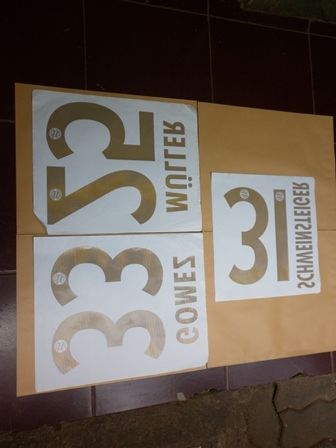 MÜLLER
25
GOMEZ
33
SCHWEINSTEIGER
31